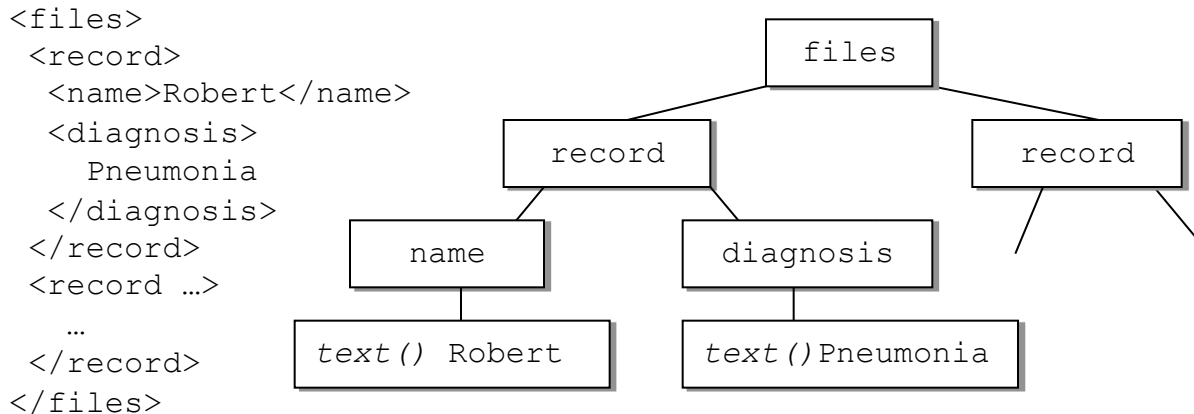 <files>
<record>
<name>Robert</name>
<diagnosis>
Pneumonia
</diagnosis>
</record>
<record …>
…
</record>
</files>
files
record
record
name
diagnosis
text() Robert
text()Pneumonia